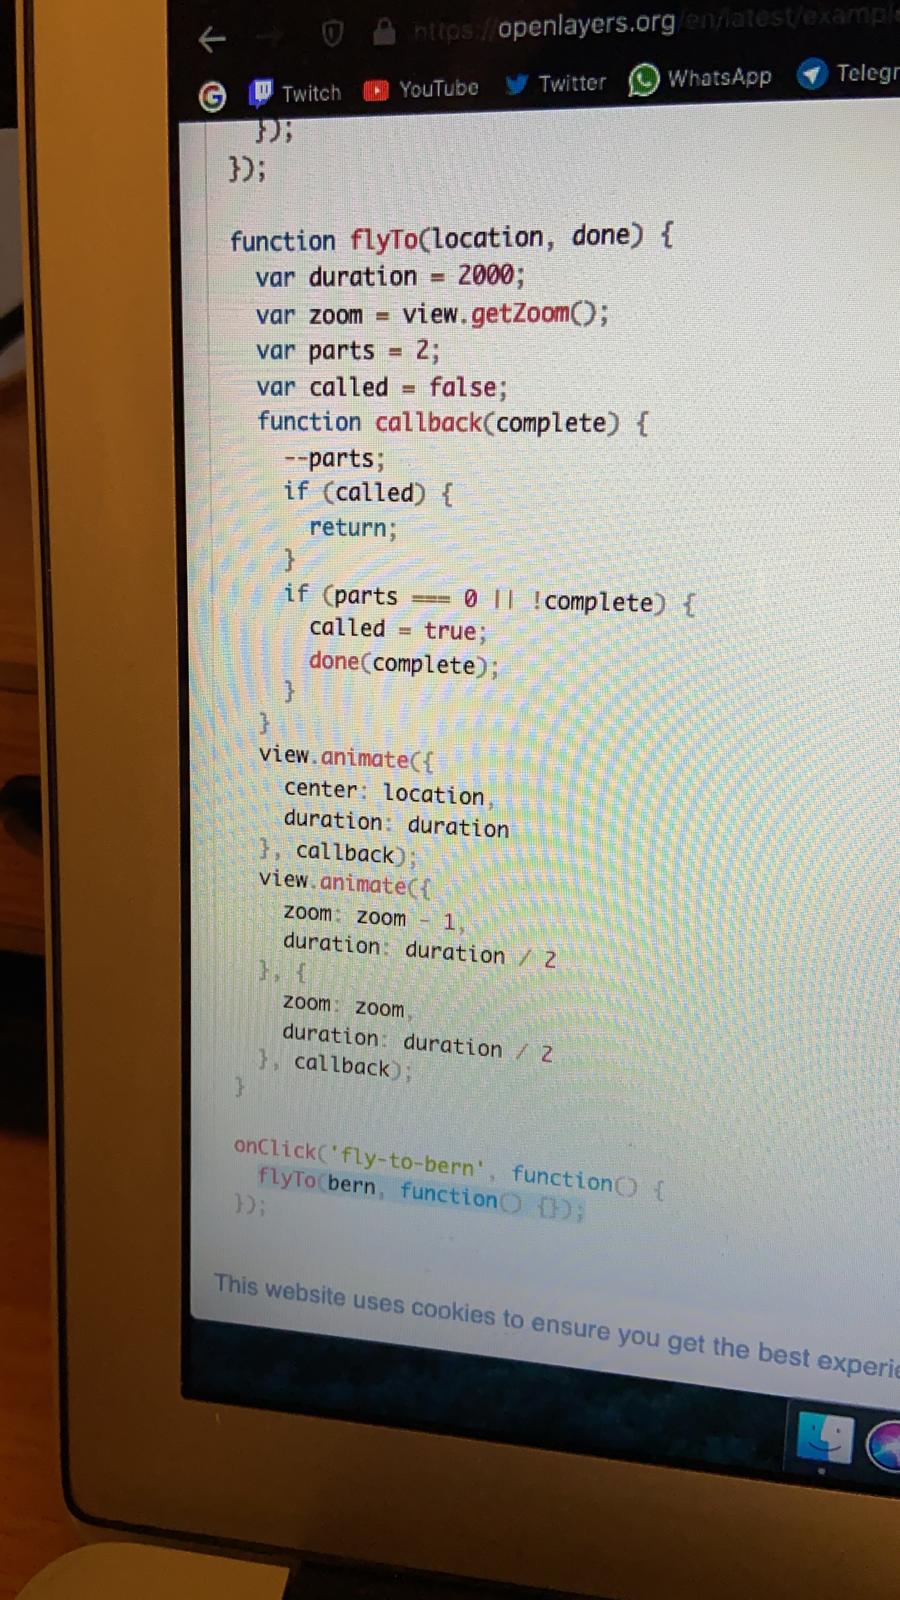 https://openlayers.org/en/latest/example
Twitch YouTube Twitter WhatsApp Telegr
});
});
function flyTo(location, done) {
var duration = 2000;
var zoom = view.getZoom();
var parts = 2;
var called = false;
function callback(complete) {
--parts;
if (called) {
return;
}
if (parts === 0 || !complete) {
called = true;
done(complete);
}
}
view.animate({
center: location,
duration: duration
}, callback);
view.animate({
zoom: zoom - 1,
duration: duration / 2
}, {
zoom: zoom,
duration: duration / 2
}, callback);
}
onClick('fly-to-bern', function() {
flyTo(bern, function() {});
});
This website uses cookies to ensure you get the best experie